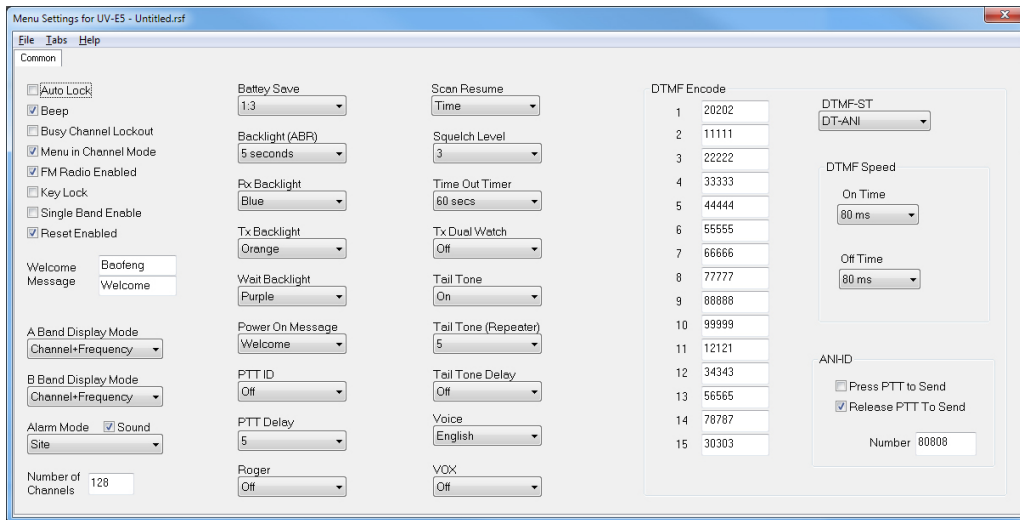 Menu Settings for UV-E5 - Untitled.rsf
File Tabs Help
Common
Auto Lock
Beep
Busy Channel Lockout
Menu in Channel Mode
FM Radio Enabled
Key Lock
Single Band Enable
Reset Enabled
Welcome Message
Baofeng
Welcome
A Band Display Mode
Channel+Frequency
B Band Display Mode
Channel+Frequency
Alarm Mode Sound
Site
Number of Channels
128
Battey Save
1:3
Backlight (ABR)
5 seconds
Rx Backlight
Blue
Tx Backlight
Orange
Wait Backlight
Purple
Power On Message
Welcome
PTT ID
Off
PTT Delay
5
Roger
Off
Scan Resume
Time
Squelch Level
3
Time Out Timer
60 secs
Tx Dual Watch
Off
Tail Tone
On
Tail Tone (Repeater)
5
Tail Tone Delay
Off
Voice
English
VOX
Off
DTMF Encode
1 20202
2 11111
3 22222
4 33333
5 44444
6 55555
7 66666
8 77777
9 88888
10 99999
11 12121
12 34343
13 56565
14 78787
15 30303
DTMF-ST
DT-ANI
DTMF Speed
On Time
80 ms
Off Time
80 ms
ANI-ID
Press PTT to Send
Release PTT To Send
Number 80808